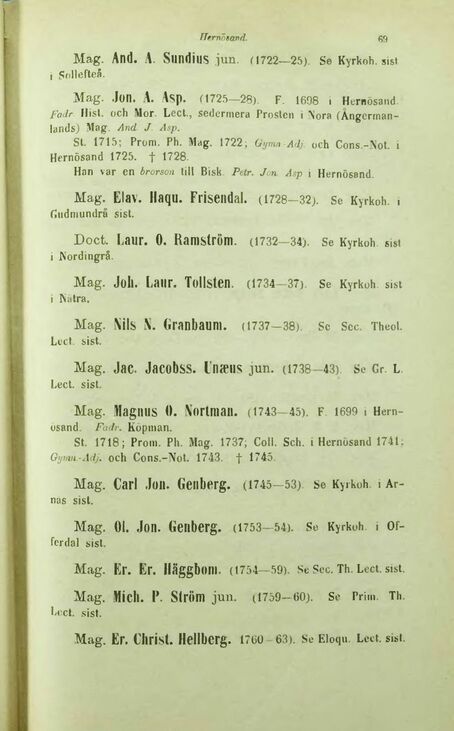 Hernösand. 69
Mag. And. A. Sundius jun. (1722—25). Se Kyrkoh. sist
i Sollefteå.
Mag. Jon. A. Asp. (1725—28). F. 1698 i Hernösand.
Fadr Hist. och Mor. Lect., sedermera Prosten i Nora (Ångerman-
lands) Mag. And J. Asp.
St. 1715; Prom. Ph. Mag. 1722; Gymn-Adj. och Cons.-Not. i
Hernösand 1725. † 1728.
Han var en brorson till Bisk. Petr. Jon. Asp i Hernösand.
Mag. Elav. Haqu. Frisendal. (1728—32). Se Kyrkoh. i
Gudmundrå sist.
Doct. Laur. O. Ramström. (1732—34). Se Kyrkoh. sist
i Nordingrå.
Mag. Joh. Laur. Tollsten. (1734—37). Se Kyrkoh. sist
i Nätra.
Mag. Nils N. Granbaum. (1737—38). Se Sec. Theol.
Lect. sist.
Mag. Jac. Jacobss. Unæus jun. (1738—43). Se Gr. L.
Lect. sist.
Mag. Magnus O. Nortman. (1743—45). F. 1699 i Hern-
ösand. Fadr. Köpman.
St. 1718; Prom. Ph. Mag. 1737; Coll. Sch. i Hernösand 1741;
Gymn.-Adj. och Cons.-Not. 1743. † 1745.
Mag. Carl Jon. Genberg. (1745—53). Se Kyrkoh. i Ar-
nas sist.
Mag. Ol. Jon. Genberg. (1753—54). Se Kyrkoh. i Of-
ferdal sist.
Mag. Er. Er. Häggbom. (1754—59). Se Sec. Th. Lect. sist.
Mag. Mich. P. Ström jun. (1759—60). Se Prim. Th.
Lect. sist.
Mag. Er. Christ. Hellberg. 1760—63). Se Eloqu. Lect. sist.